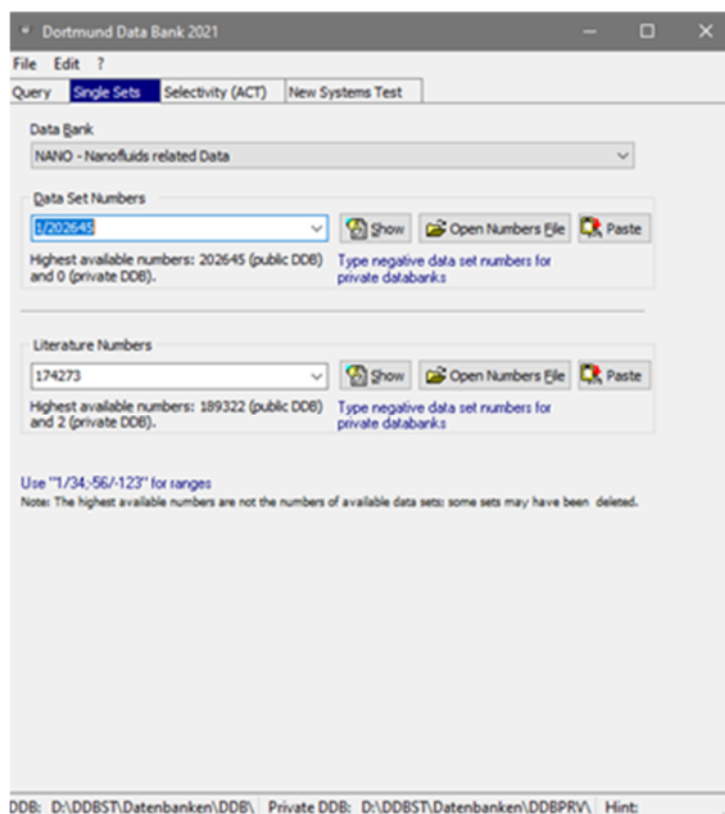 Dortmund Data Bank 2021
File Edit ?
Query Single Sets Selectivity (ACT) New Systems Test
Data Bank
NANO - Nanofluids related Data
Data Set Numbers
1/202645 Show Open Numbers File Paste
Highest available numbers: 202645 (public DDB) Type negative data set numbers for
and 0 (private DDB). private databanks
Literature Numbers
174273 Show Open Numbers File Paste
Highest available numbers: 189322 (public DDB) Type negative data set numbers for
and 2 (private DDB). private databanks
Use "1/34;-56/-123" for ranges
Note: The highest available numbers are not the numbers of available data sets: some sets may have been deleted.
DDB: D:\DDBST\Datenbanken\DDB\ Private DDB: D:\DDBST\Datenbanken\DDBPRV\ Hint: